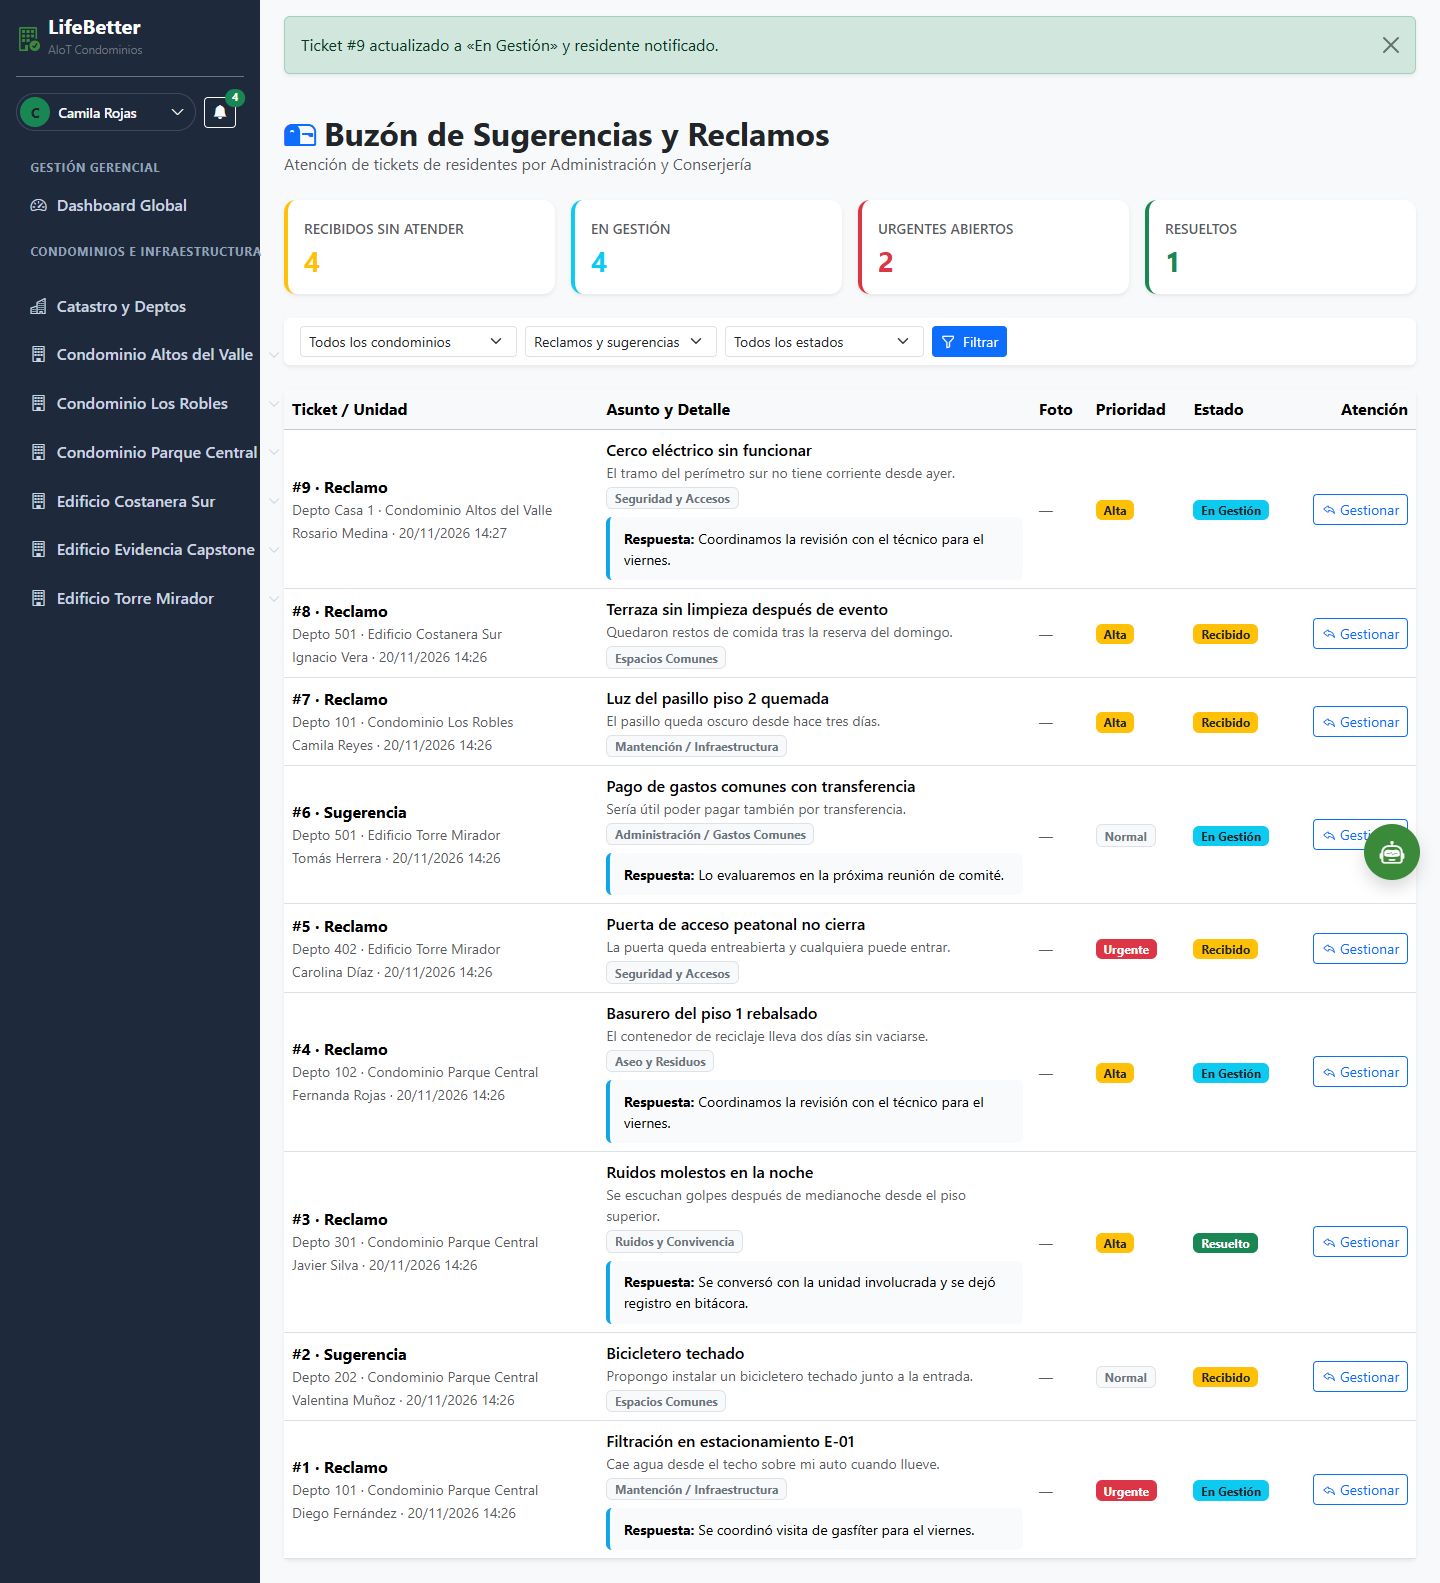 LifeBetter
AIoT Condominios
C
Camila Rojas
4
GESTIÓN GERENCIAL
Dashboard Global
CONDOMINIOS E INFRAESTRUCTURA
Catastro y Deptos
Condominio Altos del Valle
Condominio Los Robles
Condominio Parque Central
Edificio Costanera Sur
Edificio Evidencia Capstone
Edificio Torre Mirador
Ticket #9 actualizado a «En Gestión» y residente notificado.
Buzón de Sugerencias y Reclamos
Atención de tickets de residentes por Administración y Conserjería
RECIBIDOS SIN ATENDER
4
EN GESTIÓN
4
URGENTES ABIERTOS
2
RESUELTOS
1
Todos los condominios
Reclamos y sugerencias
Todos los estados
Filtrar
Ticket / Unidad Asunto y Detalle Foto Prioridad Estado Atención
#9 · Reclamo
Depto Casa 1 · Condominio Altos del Valle
Rosario Medina · 20/11/2026 14:27
Cerco eléctrico sin funcionar
El tramo del perímetro sur no tiene corriente desde ayer.
Seguridad y Accesos
Respuesta: Coordinamos la revisión con el técnico para el
viernes.
— Alta En Gestión Gestionar
#8 · Reclamo
Depto 501 · Edificio Costanera Sur
Ignacio Vera · 20/11/2026 14:26
Terraza sin limpieza después de evento
Quedaron restos de comida tras la reserva del domingo.
Espacios Comunes
— Alta Recibido Gestionar
#7 · Reclamo
Depto 101 · Condominio Los Robles
Camila Reyes · 20/11/2026 14:26
Luz del pasillo piso 2 quemada
El pasillo queda oscuro desde hace tres días.
Mantención / Infraestructura
— Alta Recibido Gestionar
#6 · Sugerencia
Depto 501 · Edificio Torre Mirador
Tomás Herrera · 20/11/2026 14:26
Pago de gastos comunes con transferencia
Sería útil poder pagar también por transferencia.
Administración / Gastos Comunes
Respuesta: Lo evaluaremos en la próxima reunión de comité.
— Normal En Gestión Gesti
#5 · Reclamo
Depto 402 · Edificio Torre Mirador
Carolina Díaz · 20/11/2026 14:26
Puerta de acceso peatonal no cierra
La puerta queda entreabierta y cualquiera puede entrar.
Seguridad y Accesos
— Urgente Recibido Gestionar
#4 · Reclamo
Depto 102 · Condominio Parque Central
Fernanda Rojas · 20/11/2026 14:26
Basurero del piso 1 rebalsado
El contenedor de reciclaje lleva dos días sin vaciarse.
Aseo y Residuos
Respuesta: Coordinamos la revisión con el técnico para el
viernes.
— Alta En Gestión Gestionar
#3 · Reclamo
Depto 301 · Condominio Parque Central
Javier Silva · 20/11/2026 14:26
Ruidos molestos en la noche
Se escuchan golpes después de medianoche desde el piso
superior.
Ruidos y Convivencia
Respuesta: Se conversó con la unidad involucrada y se dejó
registro en bitácora.
— Alta Resuelto Gestionar
#2 · Sugerencia
Depto 202 · Condominio Parque Central
Valentina Muñoz · 20/11/2026 14:26
Bicicletero techado
Propongo instalar un bicicletero techado junto a la entrada.
Espacios Comunes
— Normal Recibido Gestionar
#1 · Reclamo
Depto 101 · Condominio Parque Central
Diego Fernández · 20/11/2026 14:26
Filtración en estacionamiento E-01
Cae agua desde el techo sobre mi auto cuando llueve.
Mantención / Infraestructura
Respuesta: Se coordinó visita de gasfíter para el viernes.
— Urgente En Gestión Gestionar